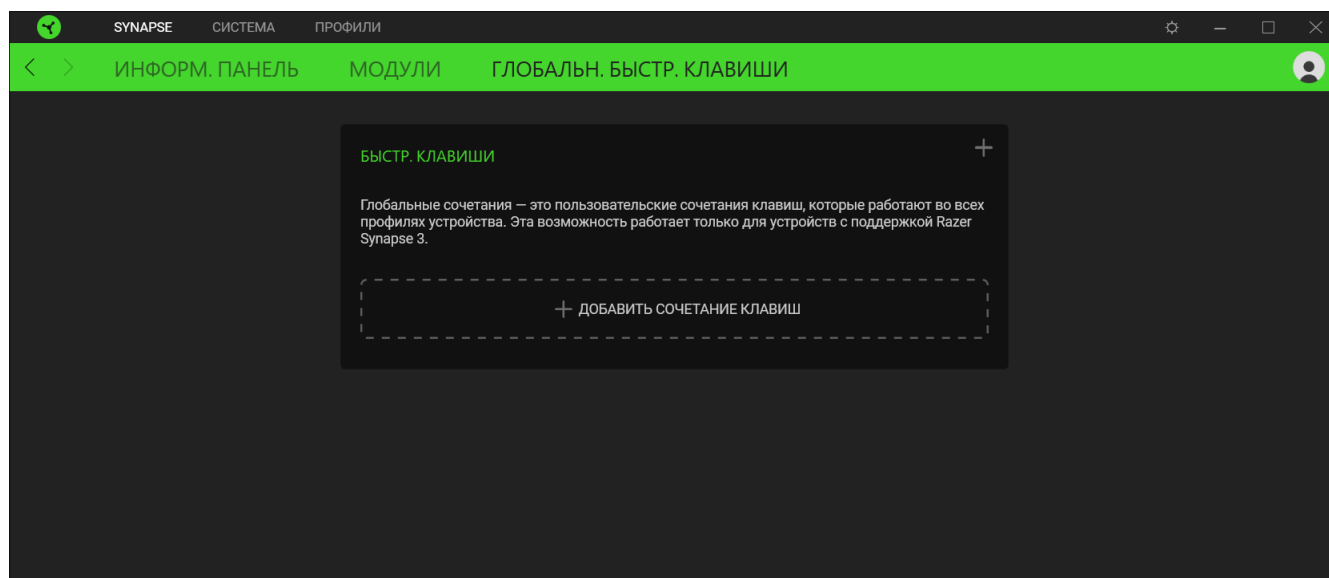 SYNAPSE СИСТЕМА ПРОФИЛИ
ИНФОРМ. ПАНЕЛЬ МОДУЛИ ГЛОБАЛЬН. БЫСТР. КЛАВИШИ
БЫСТР. КЛАВИШИ
Глобальные сочетания — это пользовательские сочетания клавиш, которые работают во всех
профилях устройства. Эта возможность работает только для устройств с поддержкой Razer
Synapse 3.
ДОБАВИТЬ СОЧЕТАНИЕ КЛАВИШ